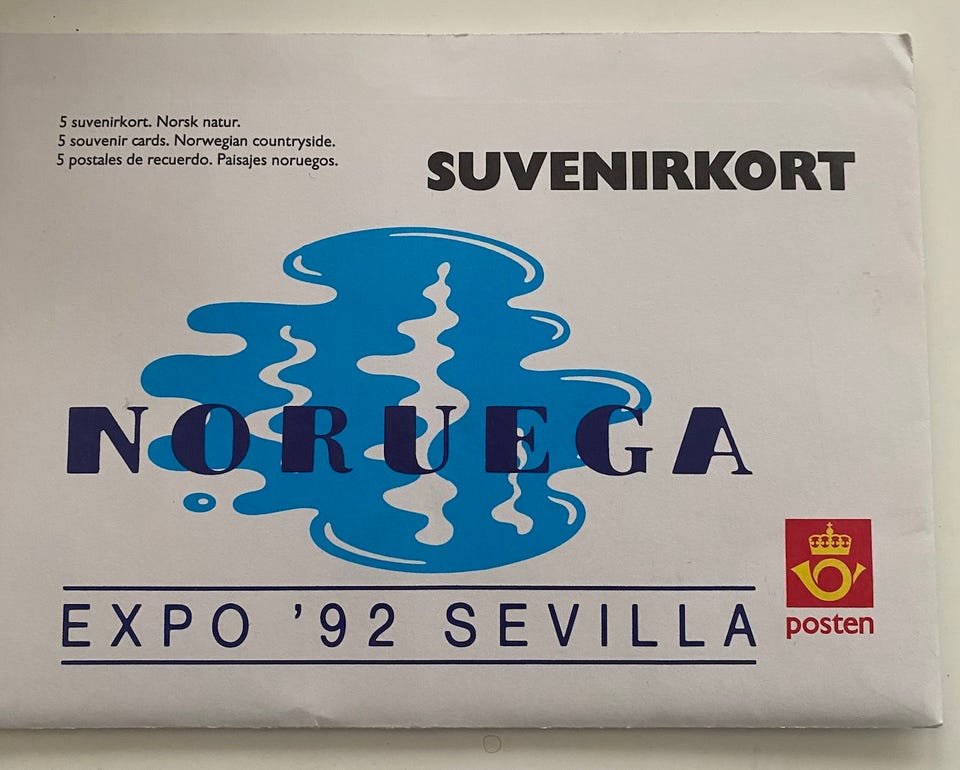 5 suvenirkort. Norsk natur.
5 souvenir cards. Norwegian countryside.
5 postales de recuerdo. Paisajes noruegos.
SUVENIRKORT
NORUEGA
EXPO '92 SEVILLA
posten